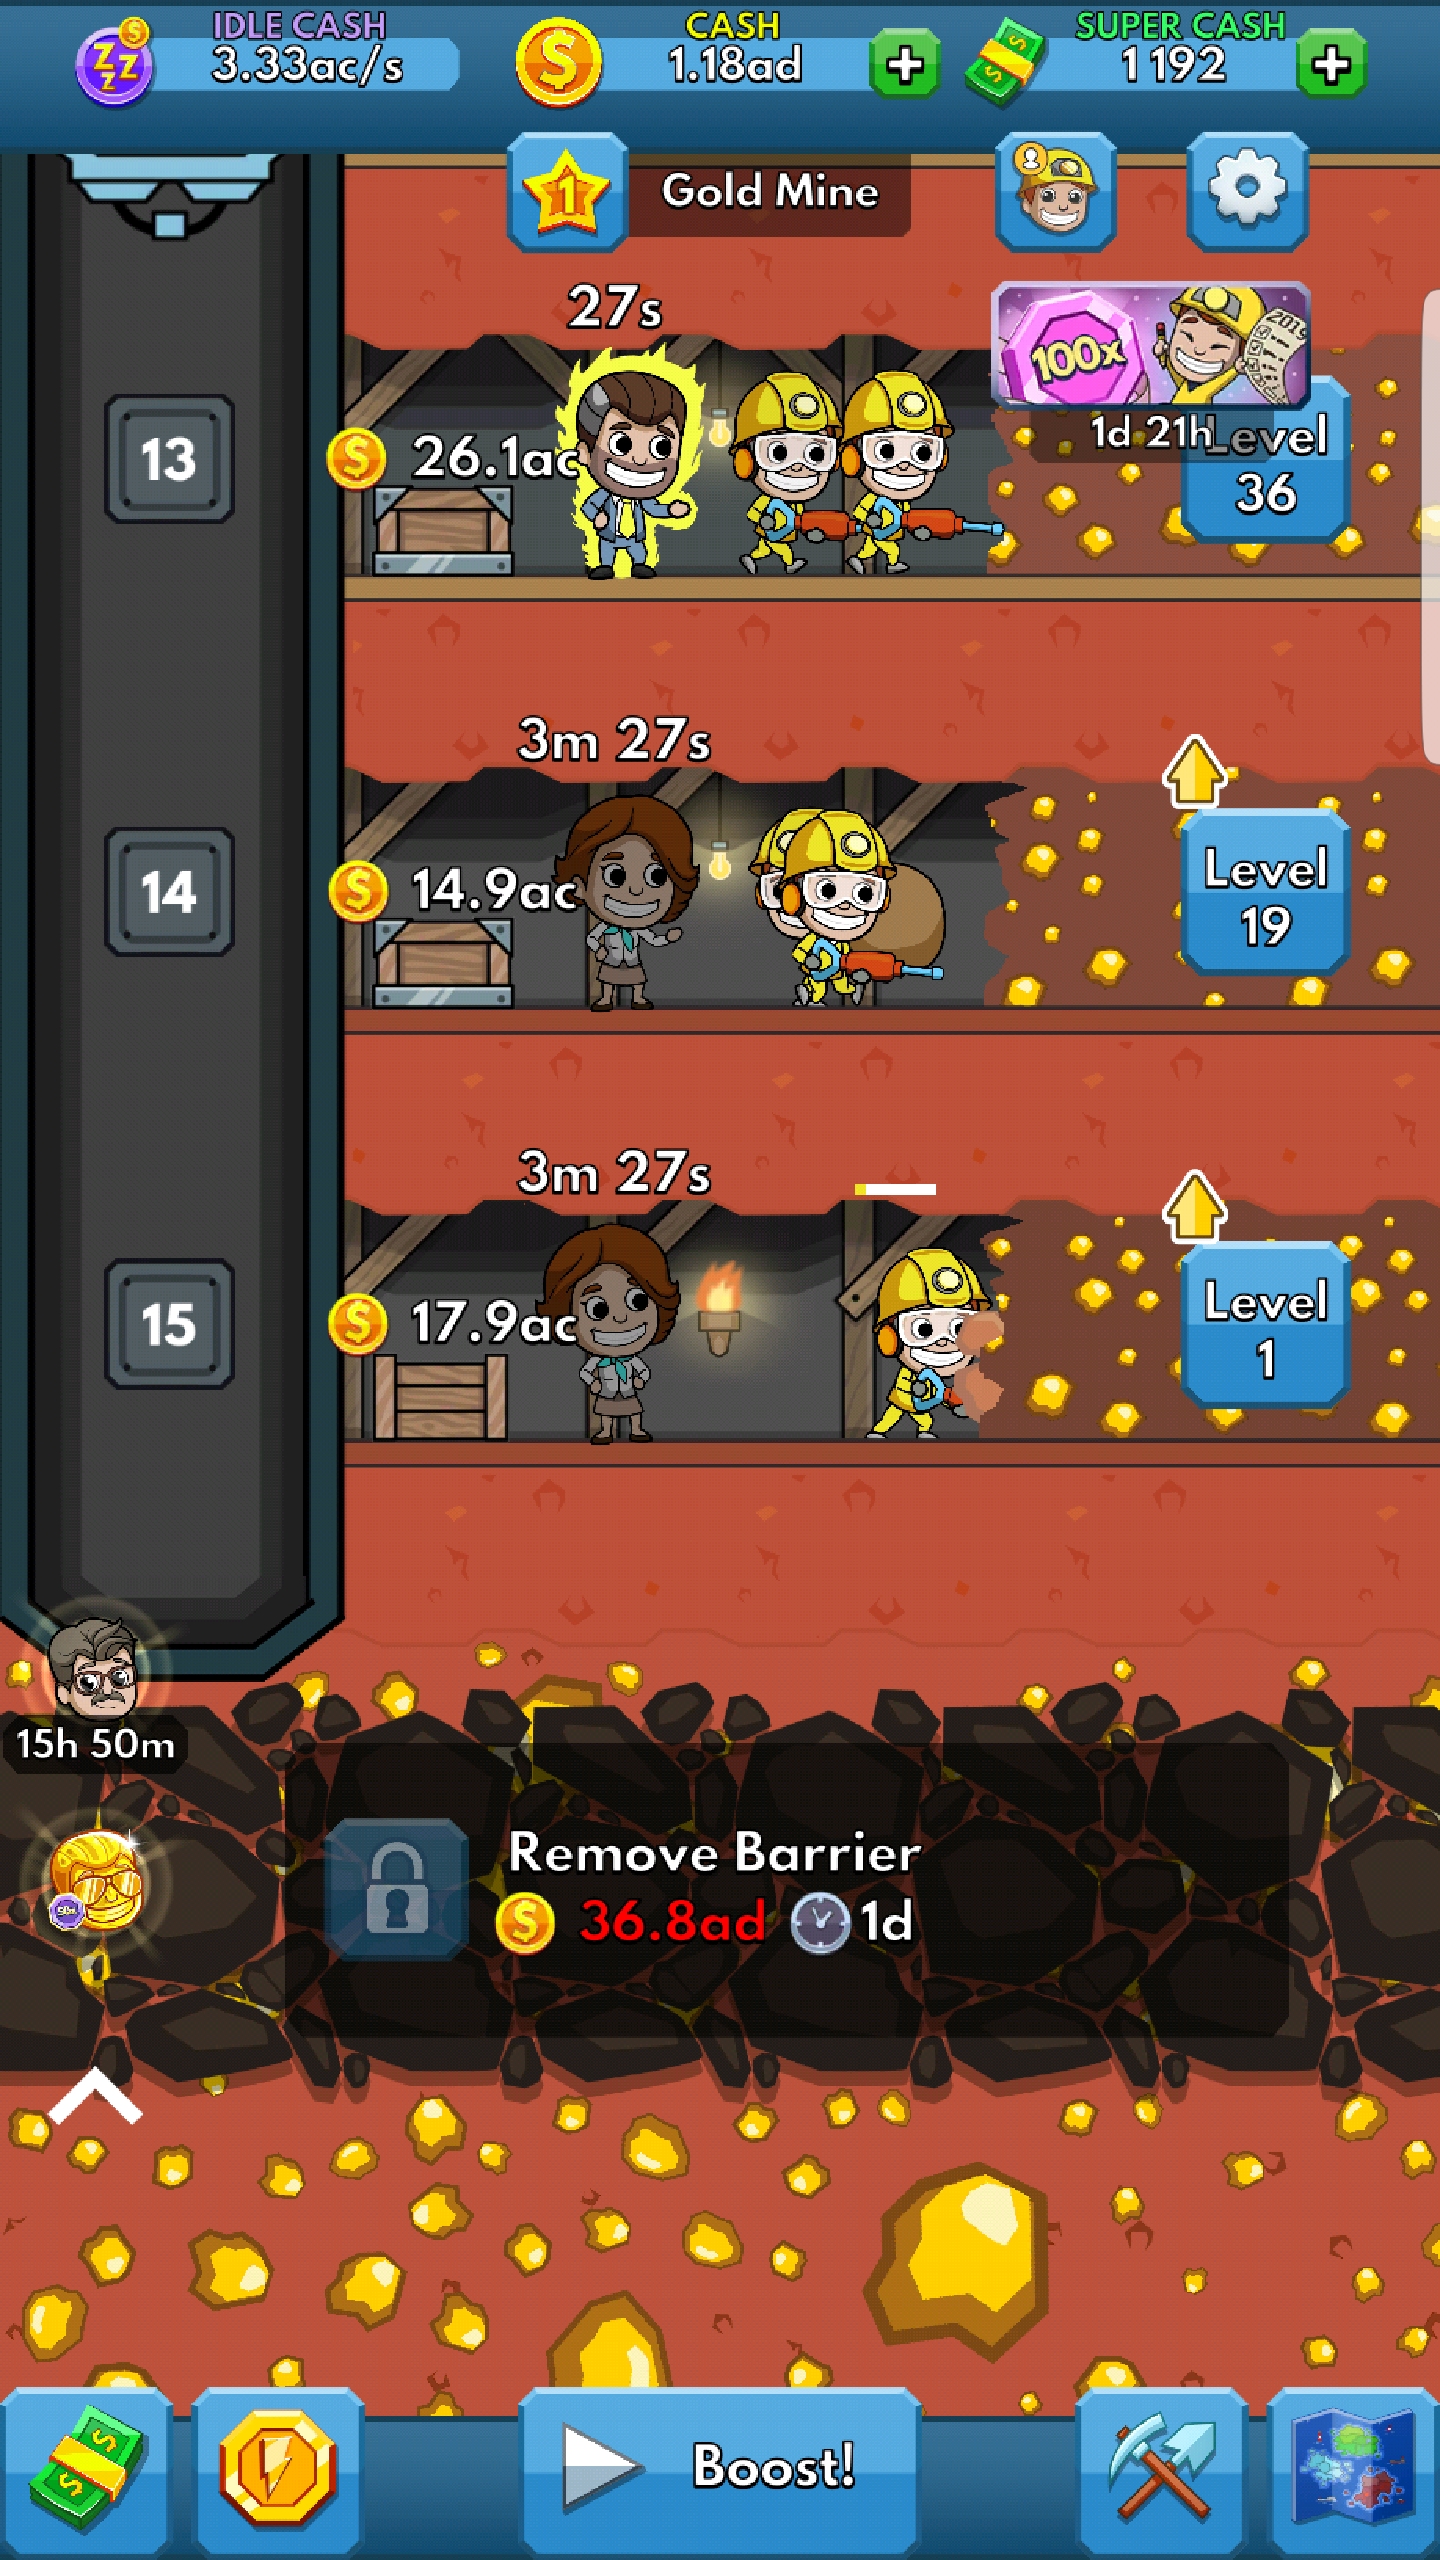 IDLE CASH
3.33ac/s
CASH
1.18ad
SUPER CASH
1 192
1
Gold Mine
27s
100x
1d 21h
13
26.1ac
Level
36
3m 27s
14
14.9ac
Level
19
3m 27s
15
17.9ac
Level
1
15h 50m
Remove Barrier
36.8ad
1d
Boost!